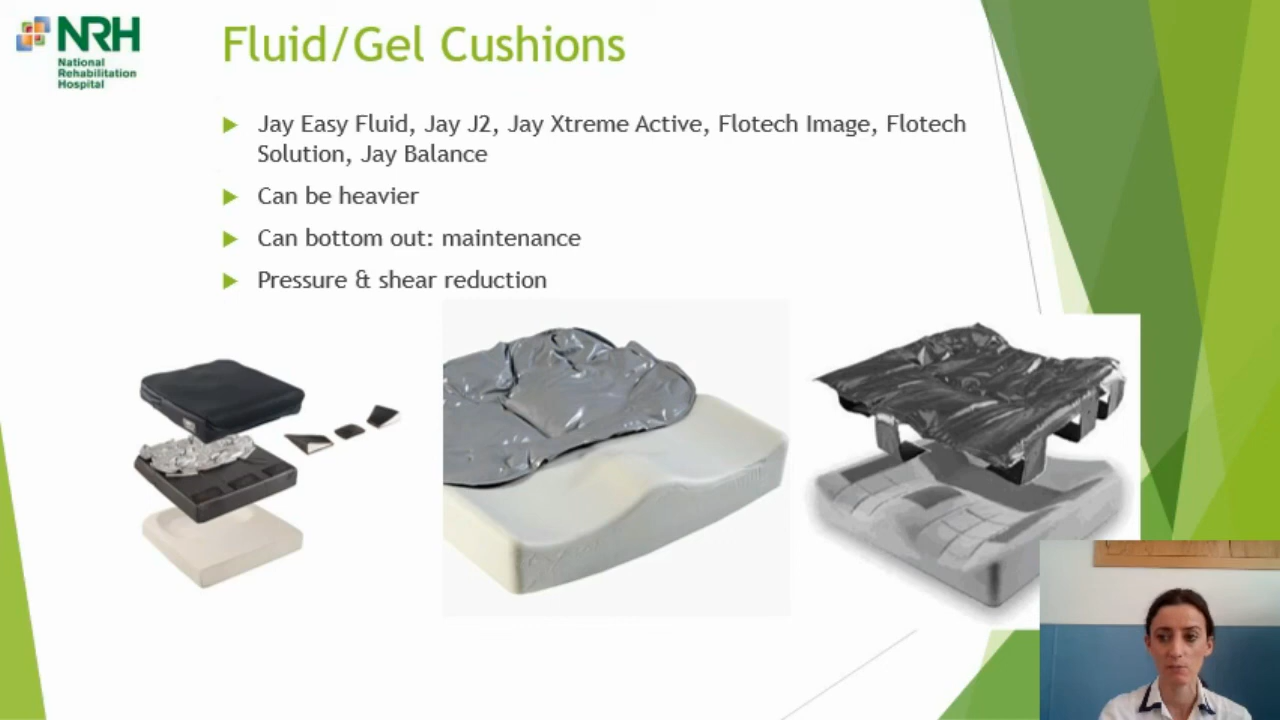 NRH
National
Rehabilitation
Hospital
Fluid/Gel Cushions
Jay Easy Fluid, Jay J2, Jay Xtreme Active, Flotech Image, Flotech
Solution, Jay Balance
Can be heavier
Can bottom out: maintenance
Pressure & shear reduction